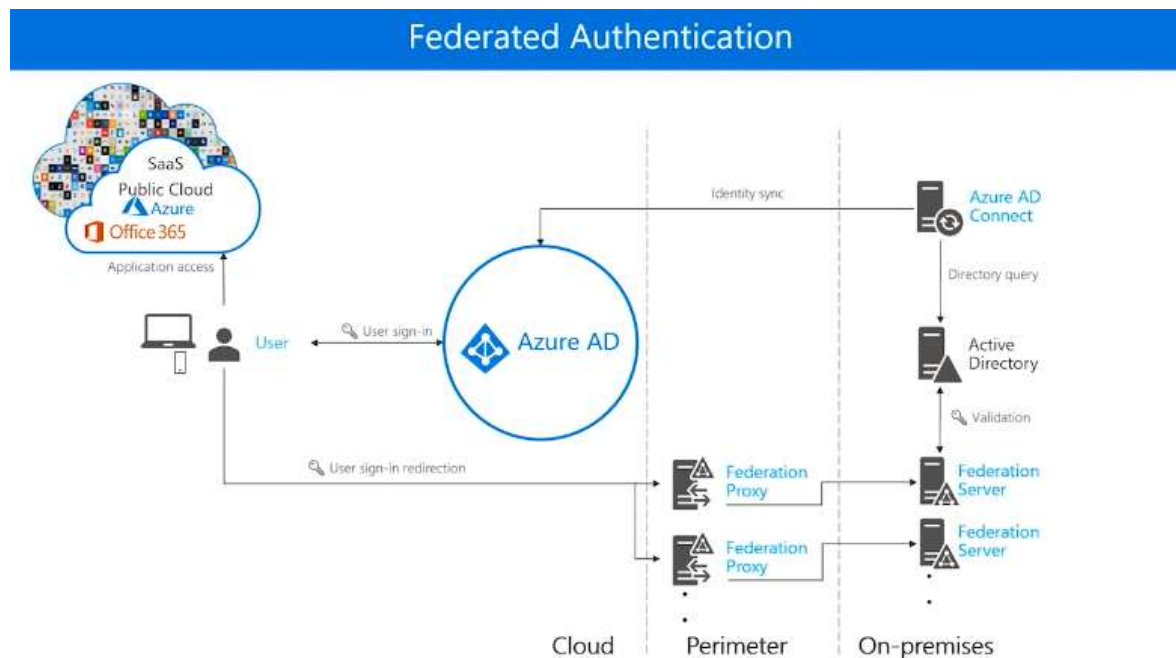 Federated Authentication
SaaS
Public Cloud
Azure
Office 365
Application access
User
User sign-in
Azure AD
Identity sync
Azure AD
Connect
Directory query
Active
Directory
Validation
User sign-in redirection
Federation
Proxy
Federation
Server
Federation
Proxy
Federation
Server
Cloud
Perimeter
On-premises